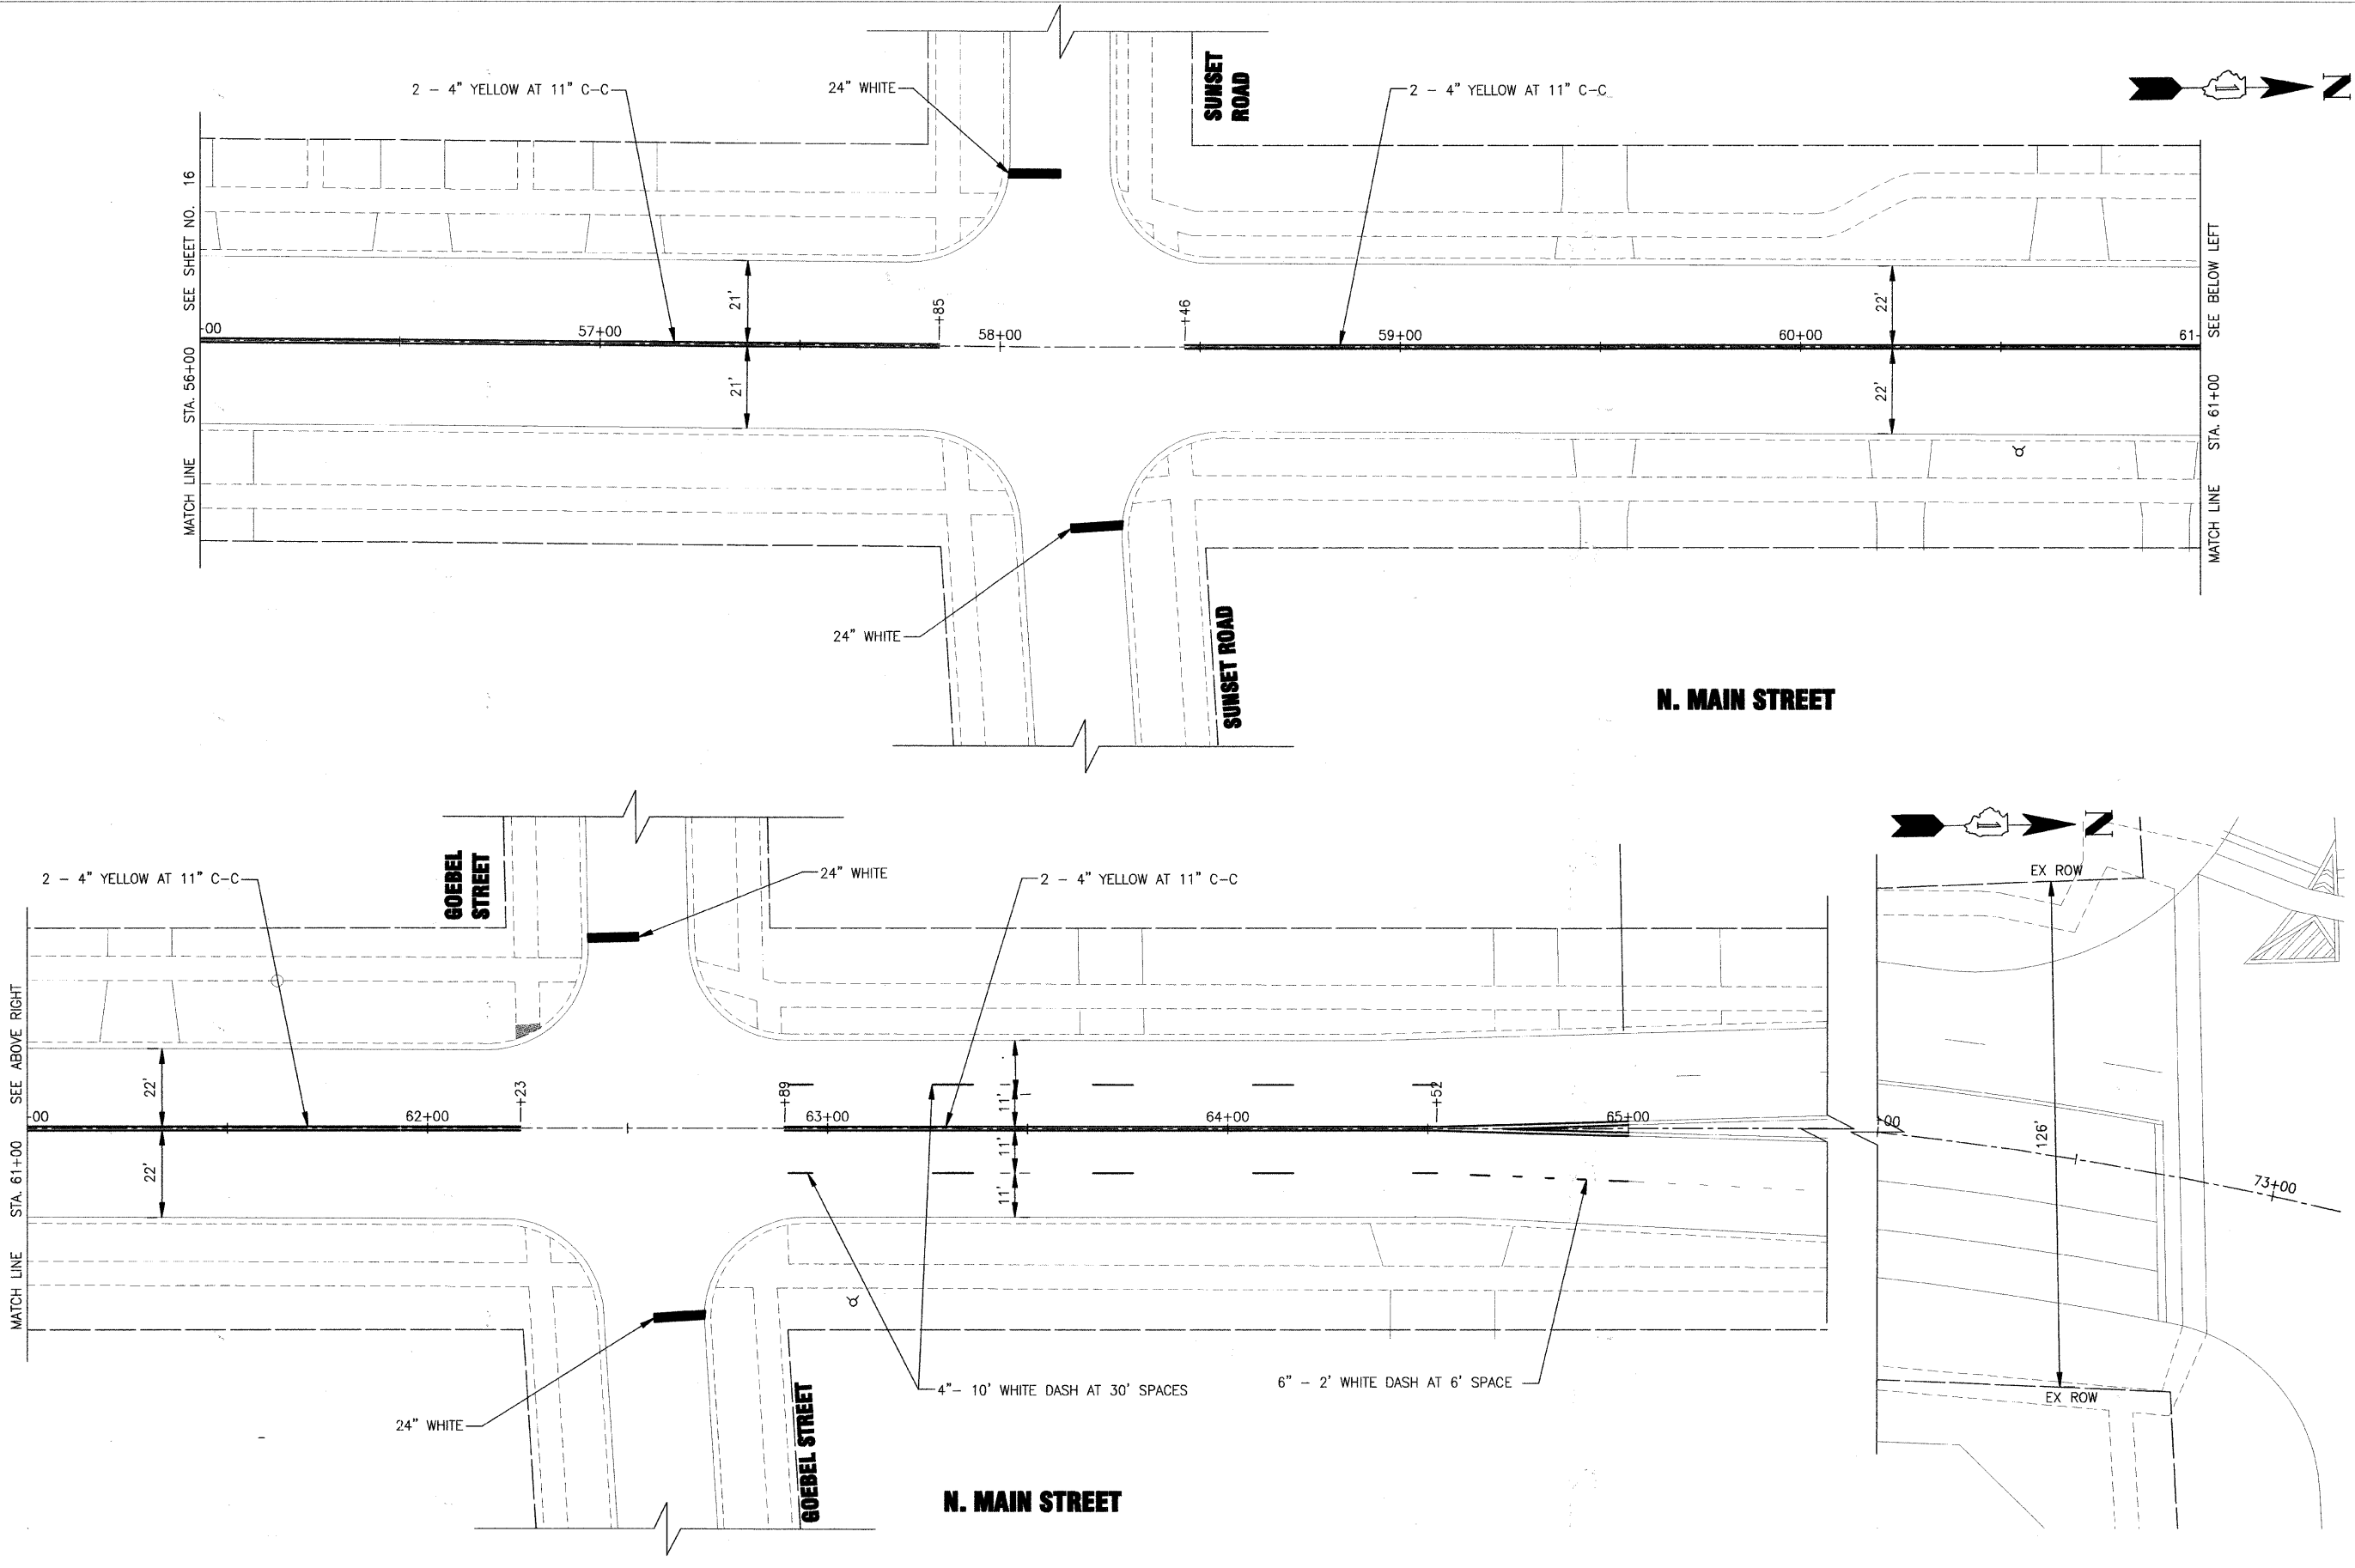 2 - 4" YELLOW AT 11" C-C
24" WHITE
SUNSET
ROAD
2 - 4" YELLOW AT 11" C-C
N
MATCH LINE STA. 56+00 SEE SHEET NO. 16
00
57+00
21'
21'
+85
58+00
+46
59+00
60+00
22'
22'
61
MATCH LINE STA. 61+00 SEE BELOW LEFT
24" WHITE
SUNSET ROAD
N. MAIN STREET
2 - 4" YELLOW AT 11" C-C
GOEBEL
STREET
24" WHITE
2 - 4" YELLOW AT 11" C-C
N
EX ROW
MATCH LINE STA. 61+00 SEE ABOVE RIGHT
00
22'
22'
62+00
+23
+89
63+00
11'
11'
11'
64+00
+52
65+00
00
126'
73+00
24" WHITE
GOEBEL STREET
4"- 10' WHITE DASH AT 30' SPACES
6" - 2' WHITE DASH AT 6' SPACE
EX ROW
N. MAIN STREET